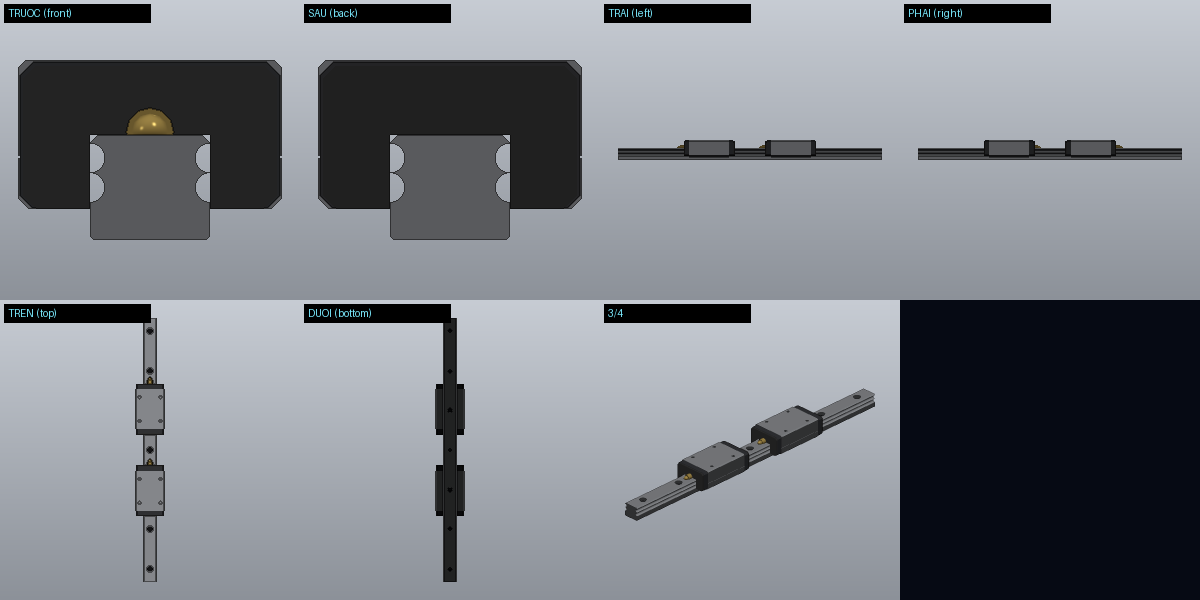 TRUOC (front)
SAU (back)
TRAI (left)
PHAI (right)
TREN (top)
DUOI (bottom)
3/4